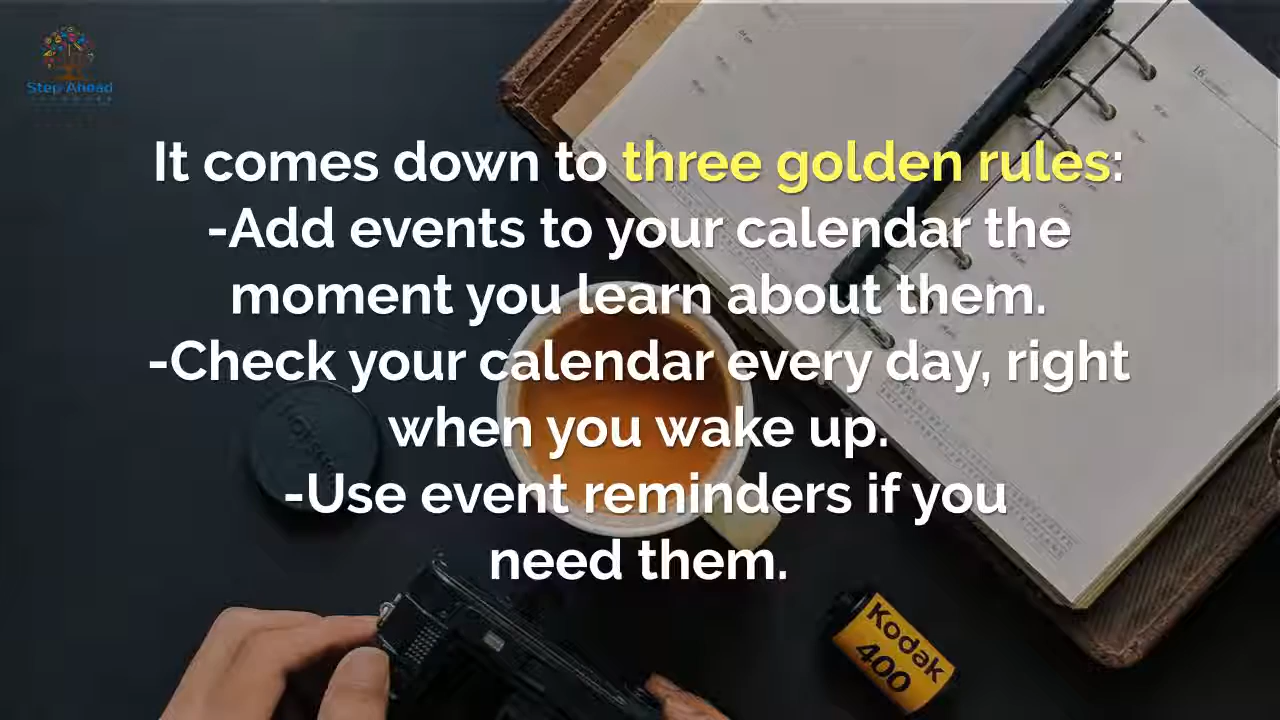 Step Ahead
It comes down to three golden rules:
-Add events to your calendar the
moment you learn about them.
-Check your calendar every day, right
when you wake up.
-Use event reminders if you
need them.
16
Kodak
400